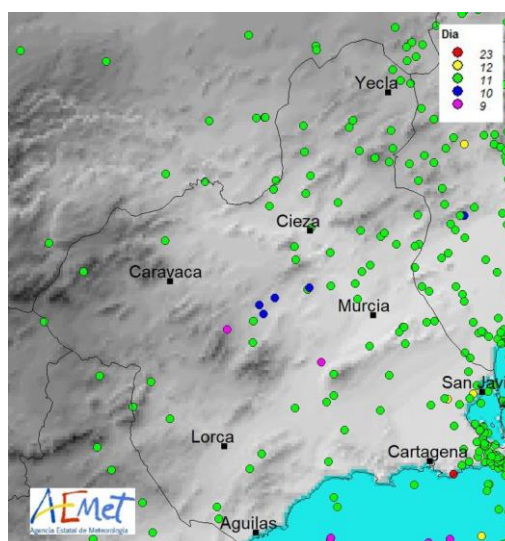 Dia
23
12
11
10
9
Yecla
Cieza
Caravaca
Murcia
San Javi
Lorca
Cartagena
Aguilas
AEMet
Agencia Estatal de Meteorología